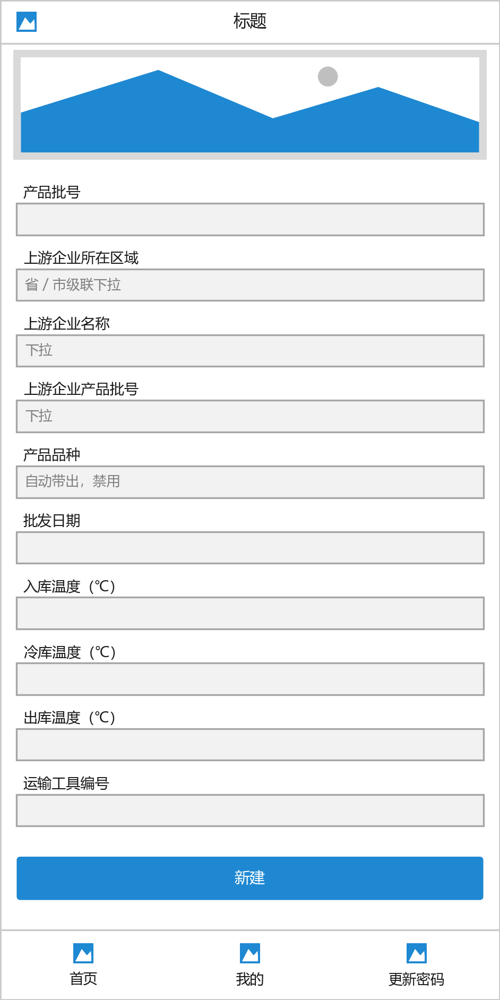 标题
产品批号
上游企业所在区域
省 / 市级联下拉
上游企业名称
下拉
上游企业产品批号
下拉
产品品种
自动带出，禁用
批发日期
入库温度（℃）
冷库温度（℃）
出库温度（℃）
运输工具编号
新建
首页 我的 更新密码